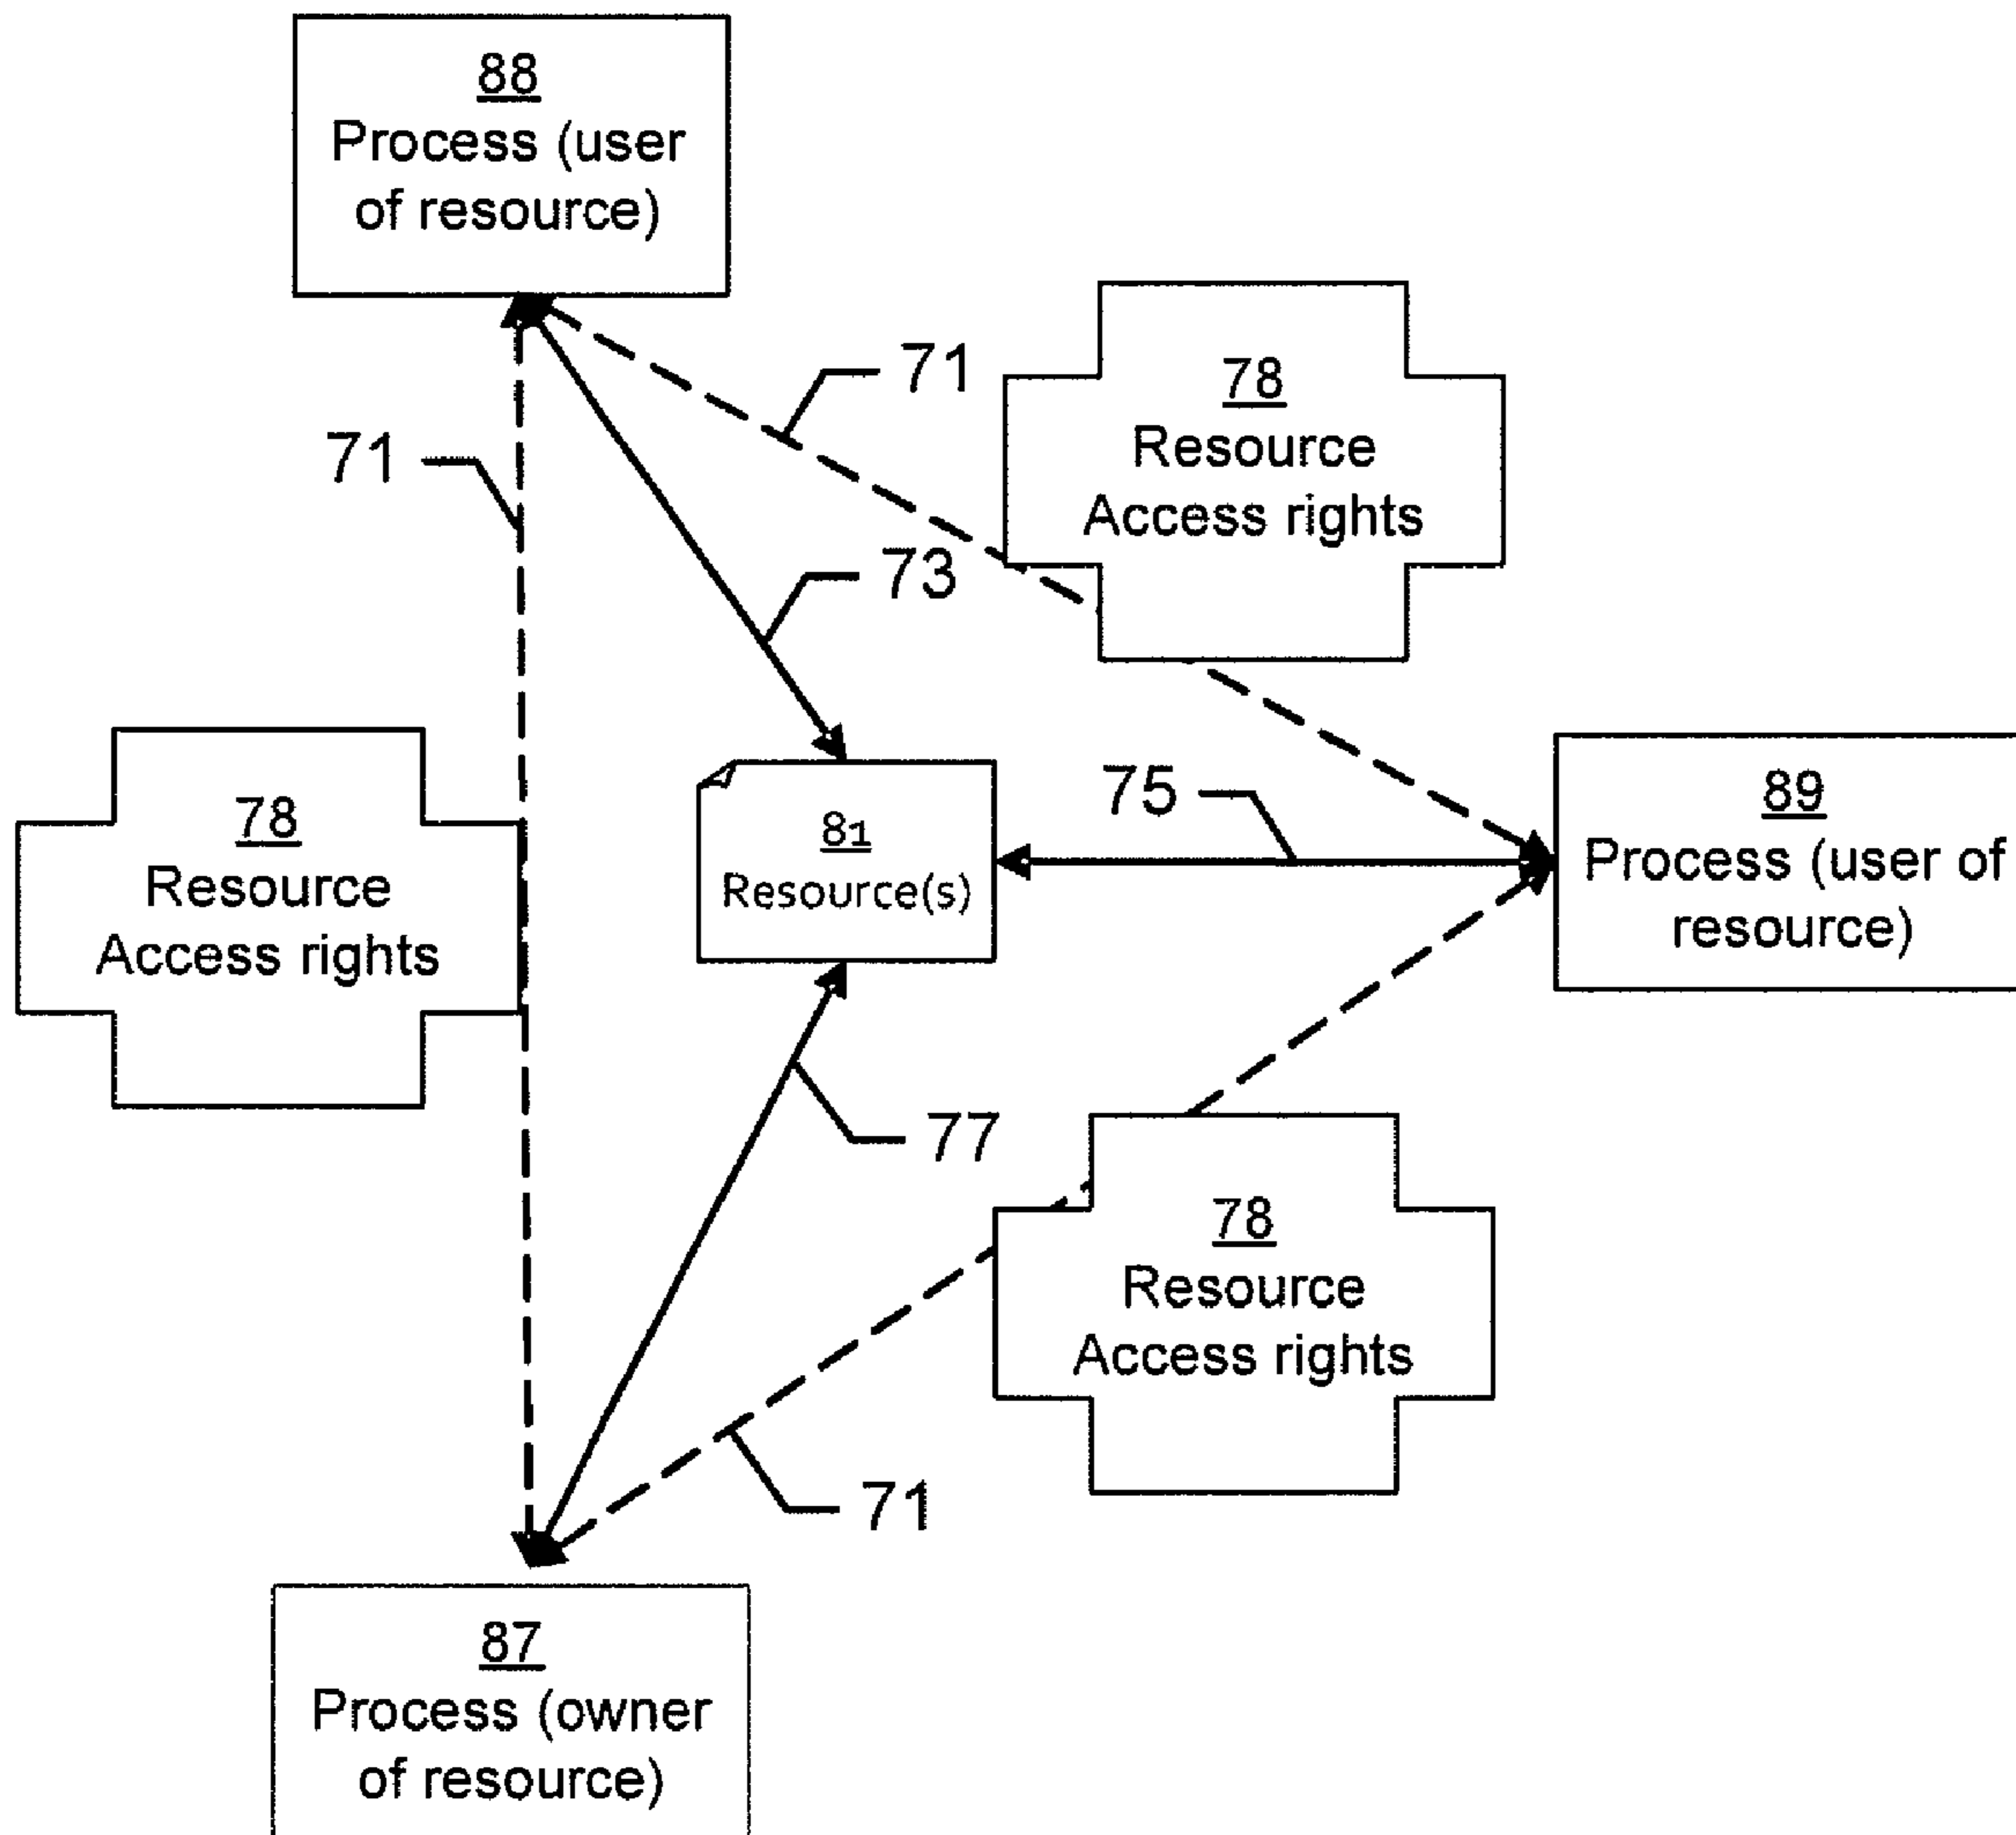 88
Process (user
of resource)
71
78
Resource
Access rights
71
73
78
Resource
Access rights
81
Resource(s)
75
89
Process (user of
resource)
77
78
Resource
Access rights
71
87
Process (owner
of resource)